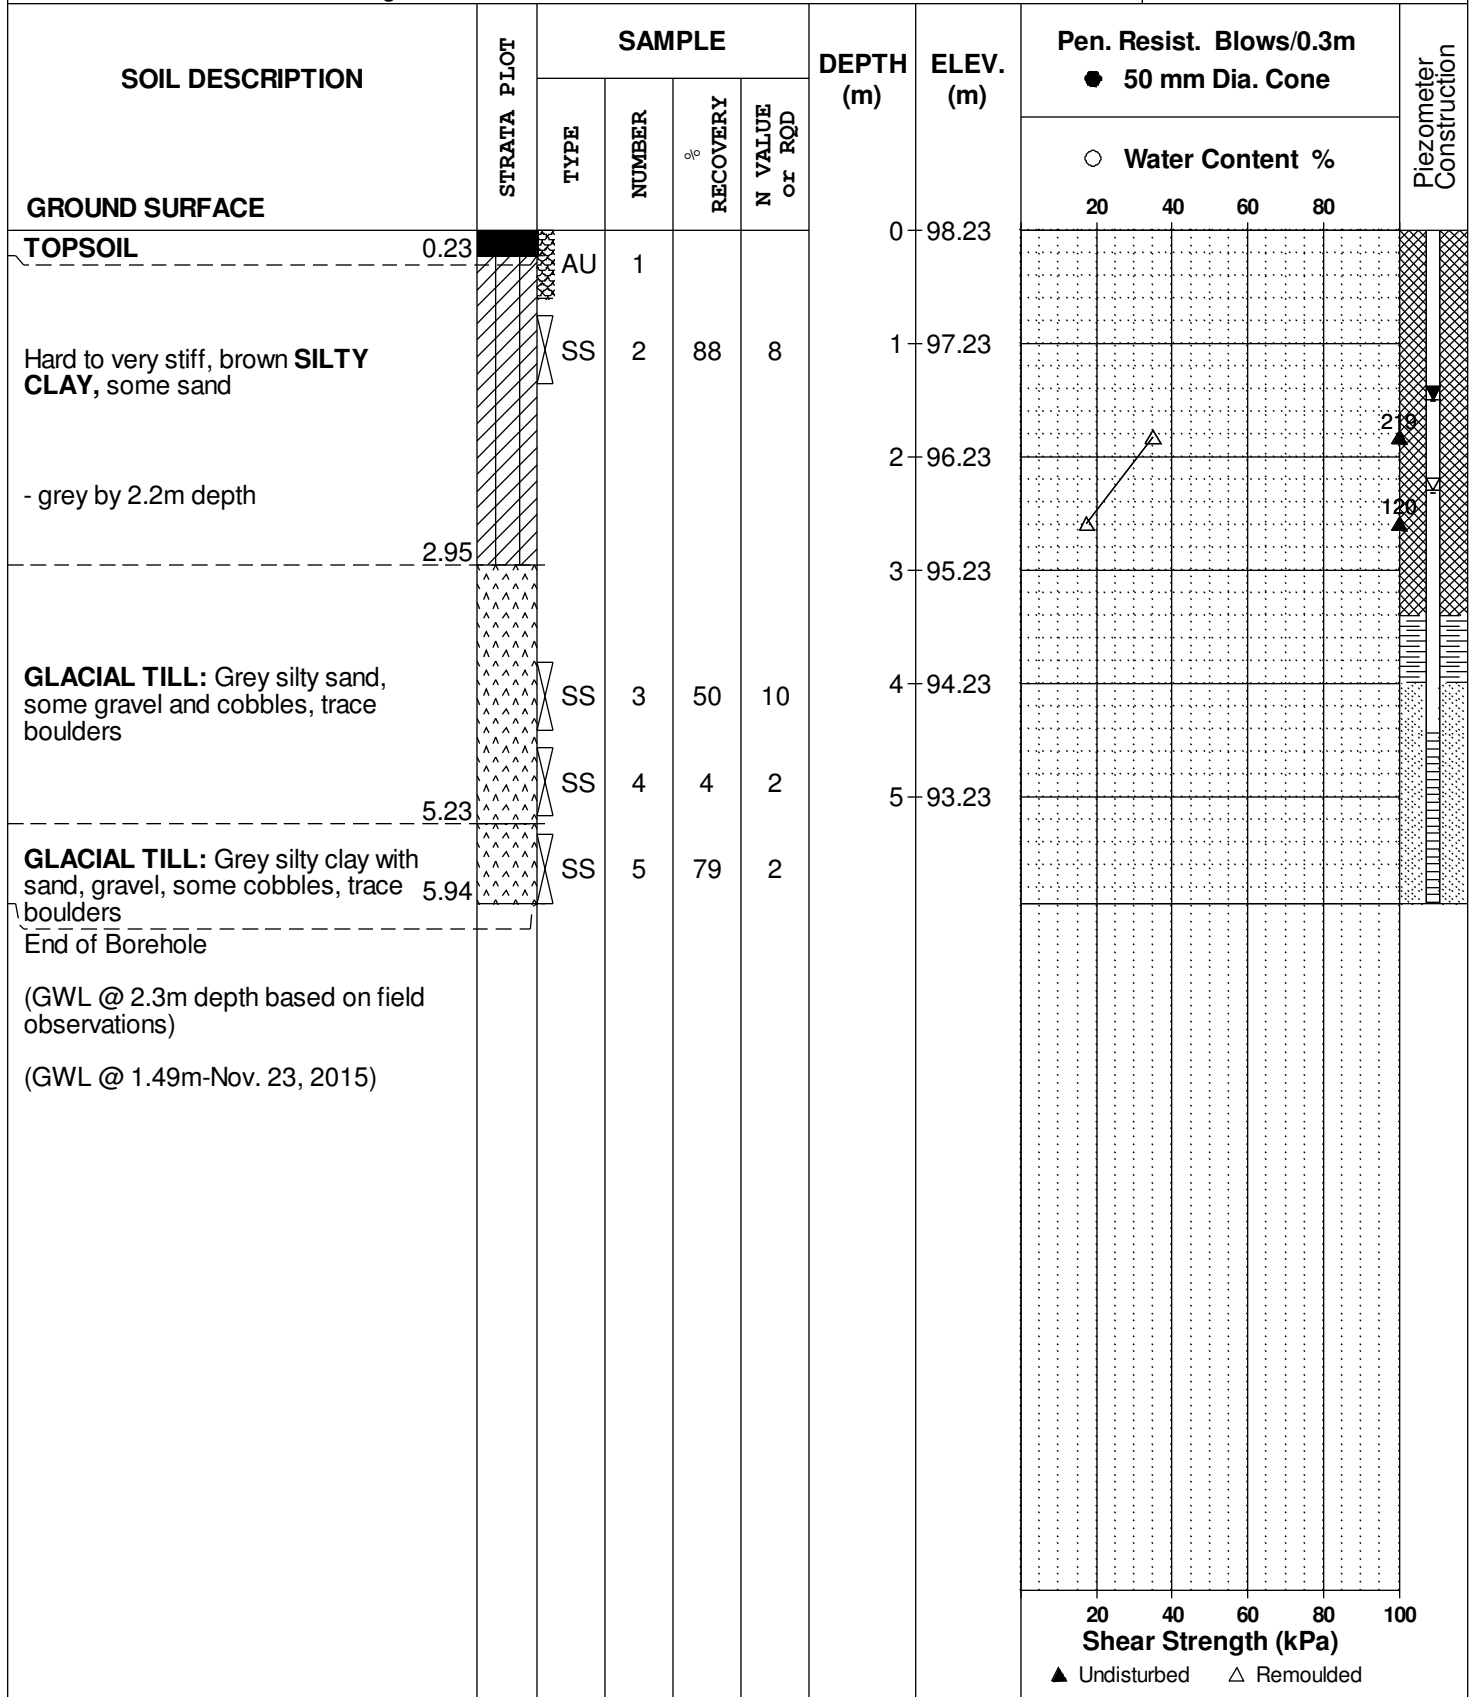 SOIL DESCRIPTION
GROUND SURFACE
STRATA PLOT
SAMPLE
TYPE
NUMBER
%
RECOVERY
N VALUE
or RQD
DEPTH
(m)
ELEV.
(m)
Pen. Resist. Blows/0.3m
● 50 mm Dia. Cone
○ Water Content %
20 40 60 80
Piezometer
Construction
TOPSOIL 0.23
AU 1
0 98.23
Hard to very stiff, brown SILTY
CLAY, some sand
SS 2 88 8
1 97.23
219
2 96.23
- grey by 2.2m depth
120
2.95
3 95.23
GLACIAL TILL: Grey silty sand,
some gravel and cobbles, trace
boulders
SS 3 50 10
4 94.23
SS 4 4 2
5 93.23
5.23
GLACIAL TILL: Grey silty clay with
sand, gravel, some cobbles, trace
boulders
5.94
SS 5 79 2
End of Borehole
(GWL @ 2.3m depth based on field
observations)
(GWL @ 1.49m-Nov. 23, 2015)
20 40 60 80 100
Shear Strength (kPa)
▲ Undisturbed △ Remoulded